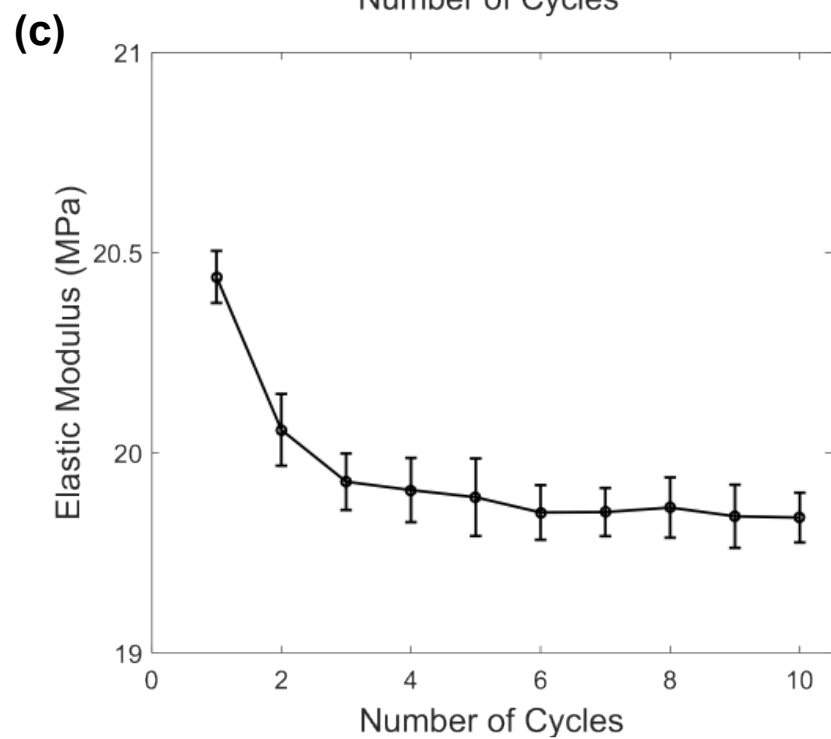 Number of Cycles
(c)
21
20.5
20
19
Elastic Modulus (MPa)
0 2 4 6 8 10
Number of Cycles